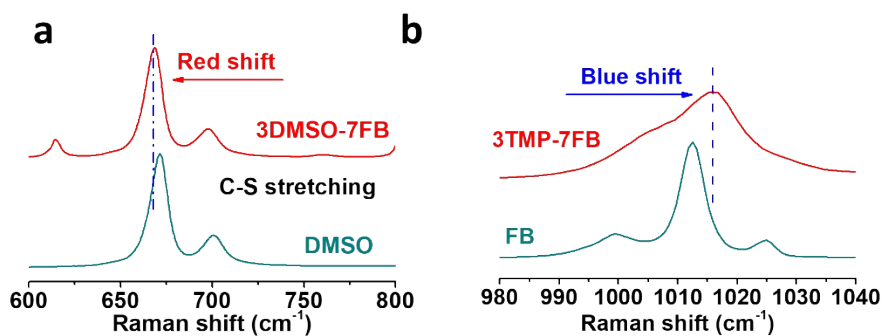 a
Red shift
3DMSO-7FB
C-S stretching
DMSO
600 650 700 750 800
Raman shift (cm⁻¹)
b
Blue shift
3TMP-7FB
FB
980 990 1000 1010 1020 1030 1040
Raman shift (cm⁻¹)